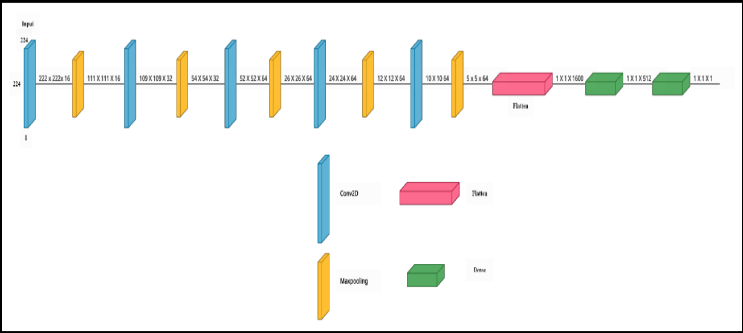 Input
224
224
222 x 222x 16
111 X 111 X 16
109 X 109 X 32
54 X 54 X 32
52 X 52 X 64
26 X 26 X 64
24 X 24 X 64
12 X 12 X 64
10 X 10 64
5 x 5 x 64
1 X 1 X 1600
1 X 1 X 512
1 X 1 X 1
Flatten
Conv2D
Flatten
Maxpooling
Dense